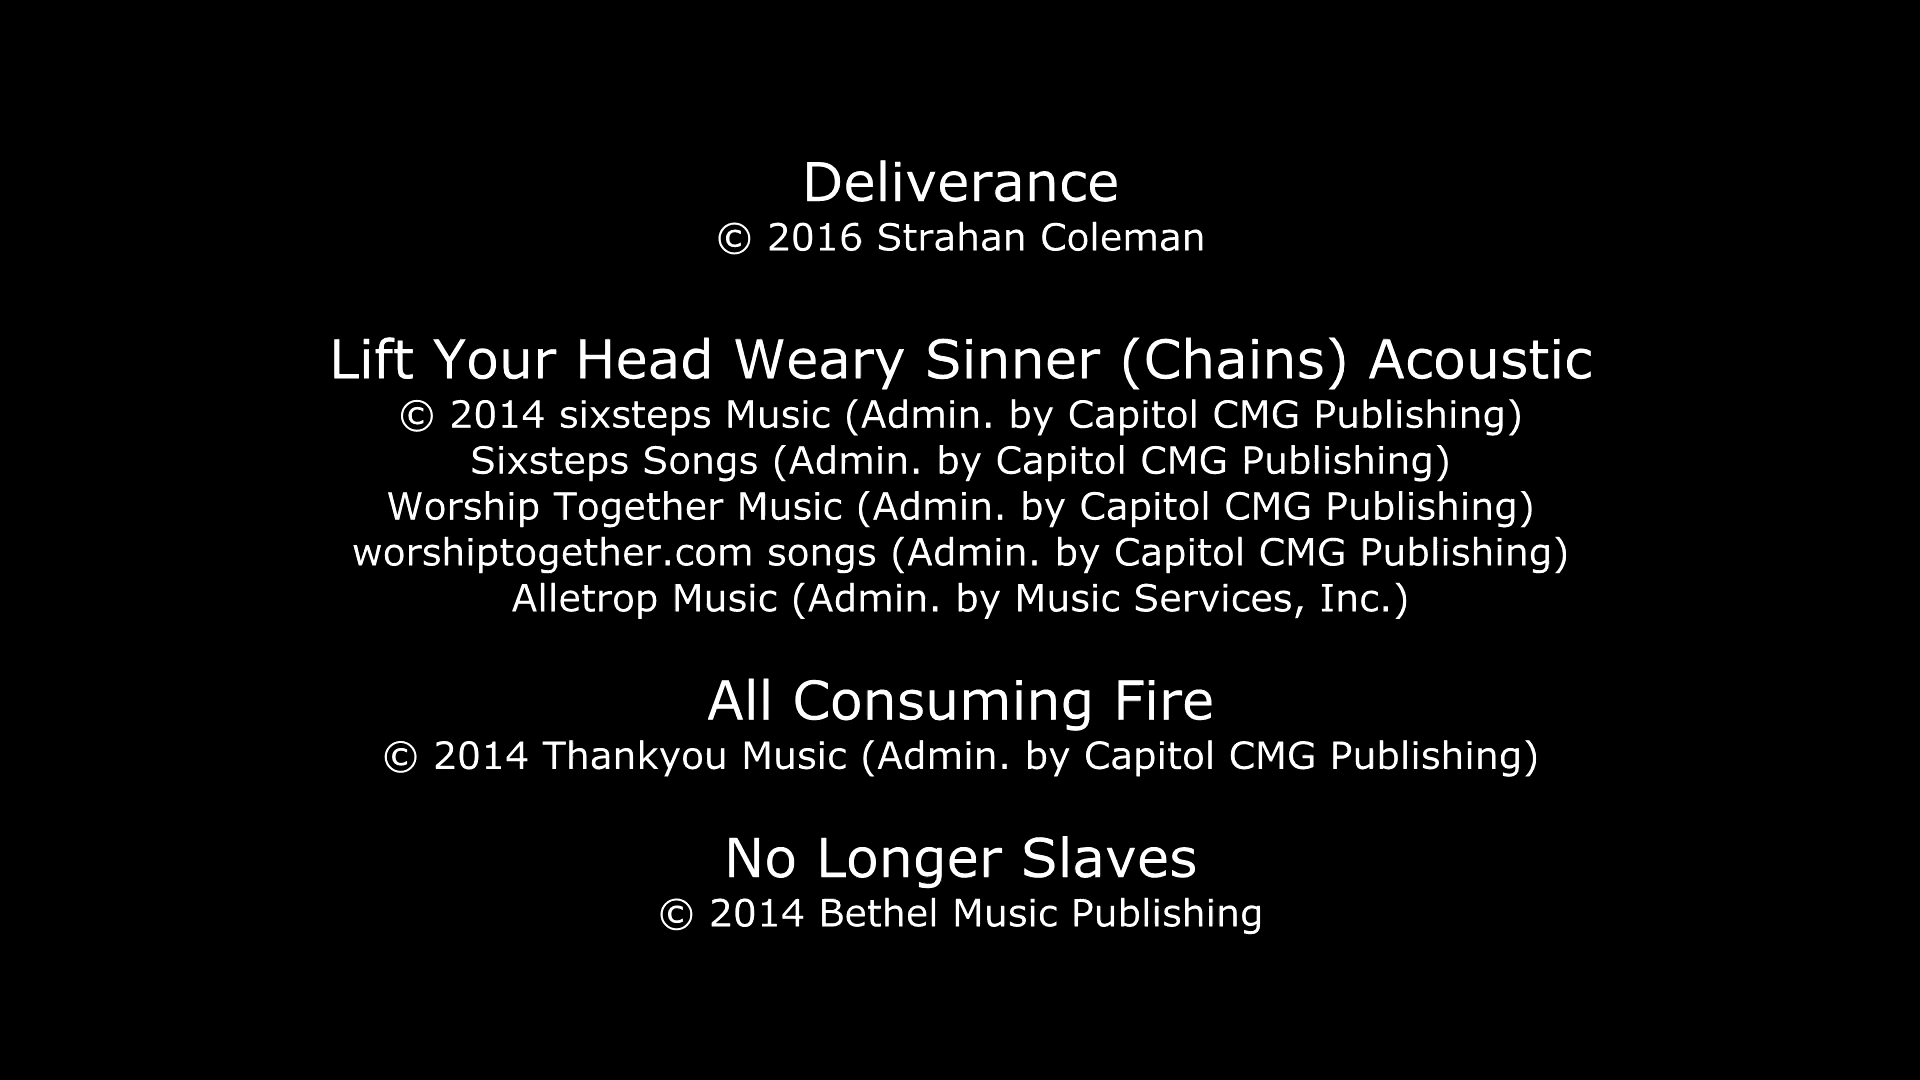 Deliverance
© 2016 Strahan Coleman
Lift Your Head Weary Sinner (Chains) Acoustic
© 2014 sixsteps Music (Admin. by Capitol CMG Publishing)
Sixsteps Songs (Admin. by Capitol CMG Publishing)
Worship Together Music (Admin. by Capitol CMG Publishing)
worshiptogether.com songs (Admin. by Capitol CMG Publishing)
Alletrop Music (Admin. by Music Services, Inc.)
All Consuming Fire
© 2014 Thankyou Music (Admin. by Capitol CMG Publishing)
No Longer Slaves
© 2014 Bethel Music Publishing